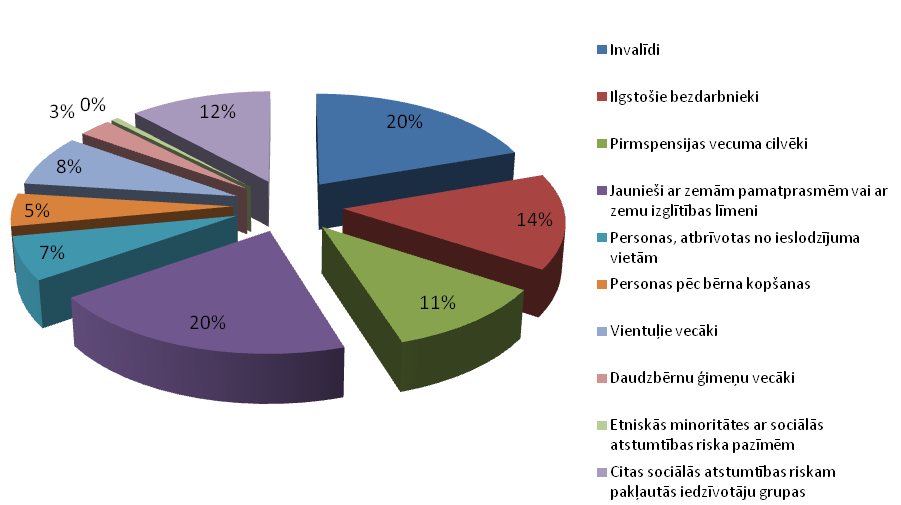 20%
14%
11%
20%
7%
5%
8%
3%
0%
12%
Invalīdi
Ilgstošie bezdarbnieki
Pirmspensijas vecuma cilvēki
Jaunieši ar zemām pamatprasmēm vai ar
zemu izglītības līmeni
Personas, atbrīvotas no ieslodzījuma
vietām
Personas pēc bērna kopšanas
Vientuļie vecāki
Daudzbērnu ģimeņu vecāki
Etniskās minoritātes ar sociālās
atstumtības riska pazīmēm
Citas sociālās atstumtības riskam
pakļautās iedzīvotāju grupas